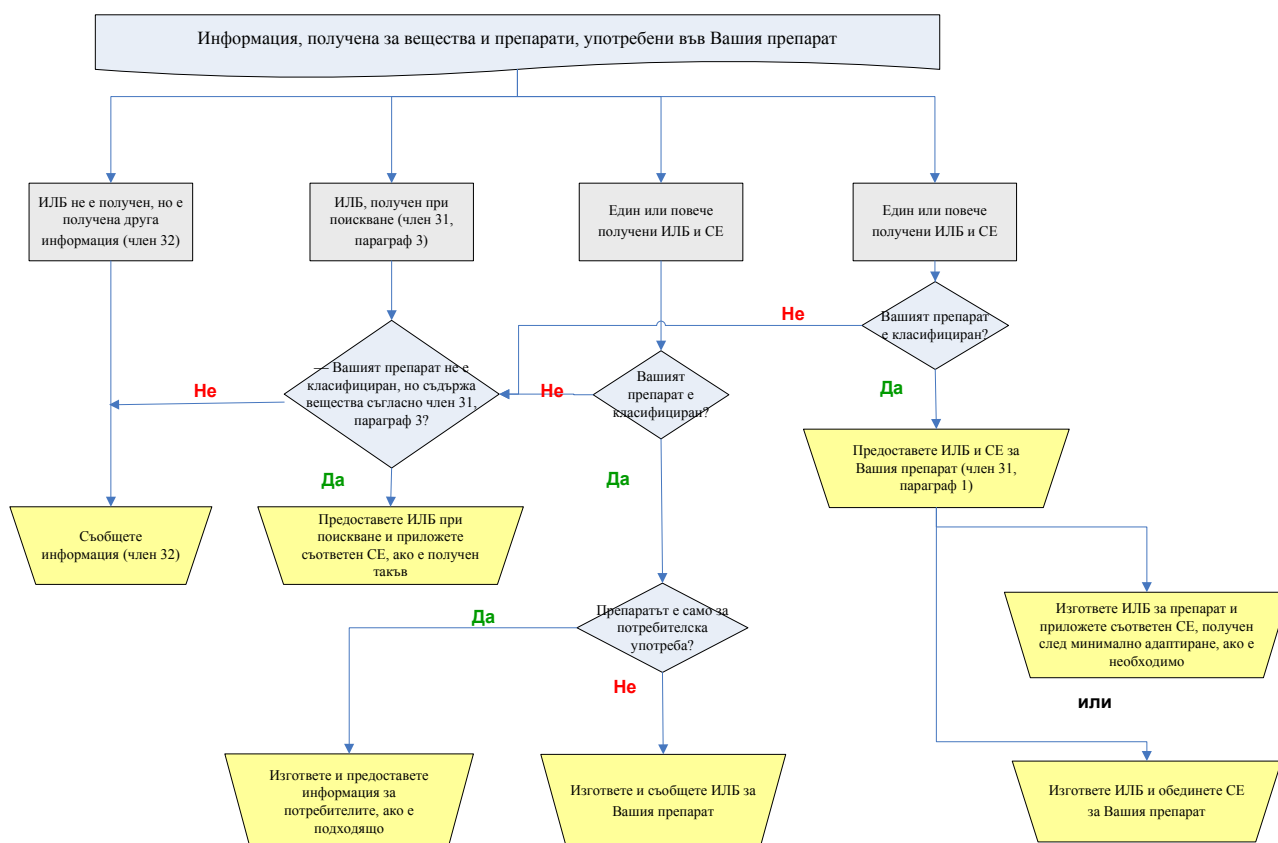 Информация, получена за вещества и препарати, употребени във Вашия препарат
ИЛБ не е получен, но е
получена друга
информация (член 32)
ИЛБ, получен при
поискване (член 31,
параграф 3)
Един или повече
получени ИЛБ и СЕ
Един или повече
получени ИЛБ и СЕ
Вашият препарат
е класифициран?
Не
— Вашият препарат не е
класифициран, но съдържа
вещества съгласно член 31,
параграф 3?
Не
Вашият
препарат е
класифициран?
Не
Да
Предоставете ИЛБ и СЕ за
Вашия препарат (член 31,
параграф 1)
Да
Да
Съобщете
информация (член 32)
Предоставете ИЛБ при
поискване и приложете
съответен СЕ, ако е получен
такъв
Препаратът е само за
потребителска
употреба?
Да
Не
Изгответе ИЛБ за препарат и
приложете съответен СЕ, получен
след минимално адаптиране, ако е
необходимо
или
Изгответе и предоставете
информация за
потребителите, ако е
подходящо
Изгответе и съобщете ИЛБ за
Вашия препарат
Изгответе ИЛБ и обединете СЕ
за Вашия препарат